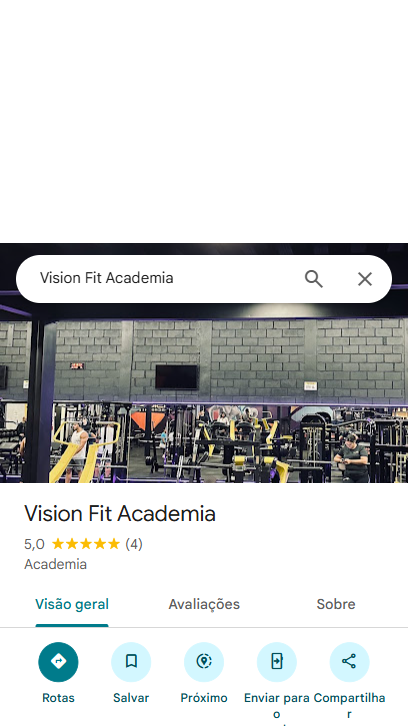 Vision Fit Academia
Vision Fit Academia
5,0 ★★★★★ (4)
Academia
Visão geral Avaliações Sobre
Rotas Salvar Próximo Enviar para o Compartilhar